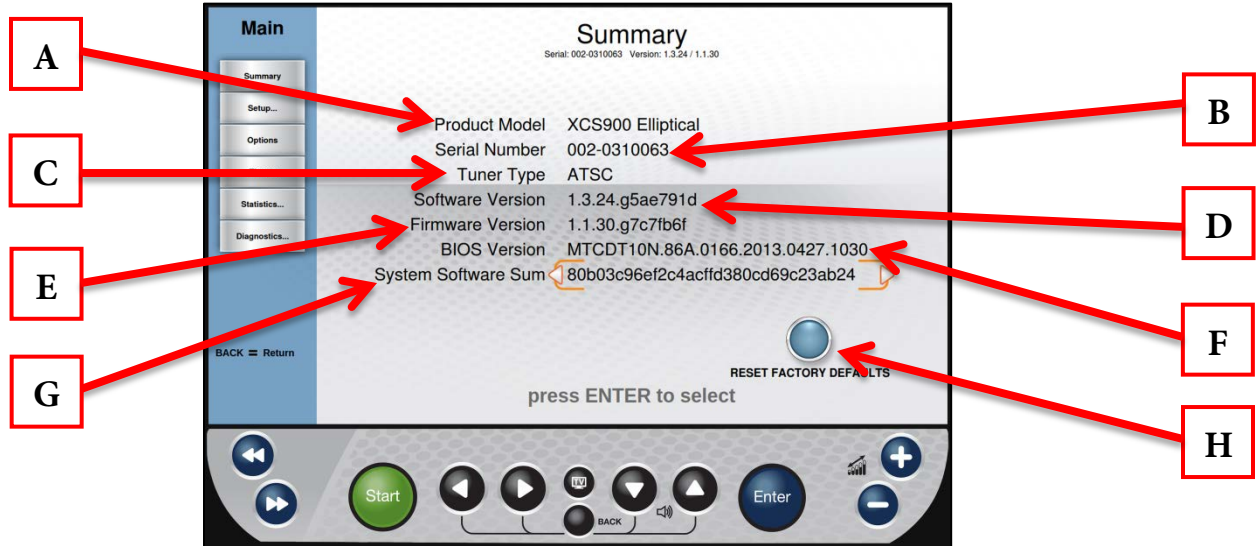 Main
Summary
Serial: 002-0310063 Version: 1.3.24 / 1.1.30
A
Summary
Setup...
Options
Statistics...
Diagnostics...
Product Model XCS900 Elliptical
Serial Number 002-0310063
Tuner Type ATSC
Software Version 1.3.24.g5ae791d
Firmware Version 1.1.30.g7c7fb6f
BIOS Version MTCDT10N.86A.0166.2013.0427.1030
System Software Sum 80b03c96ef2c4acffd380cd69c23ab24
B
C
D
E
F
G
H
BACK = Return
RESET FACTORY DEFAULTS
press ENTER to select
Start
TV
BACK
Enter